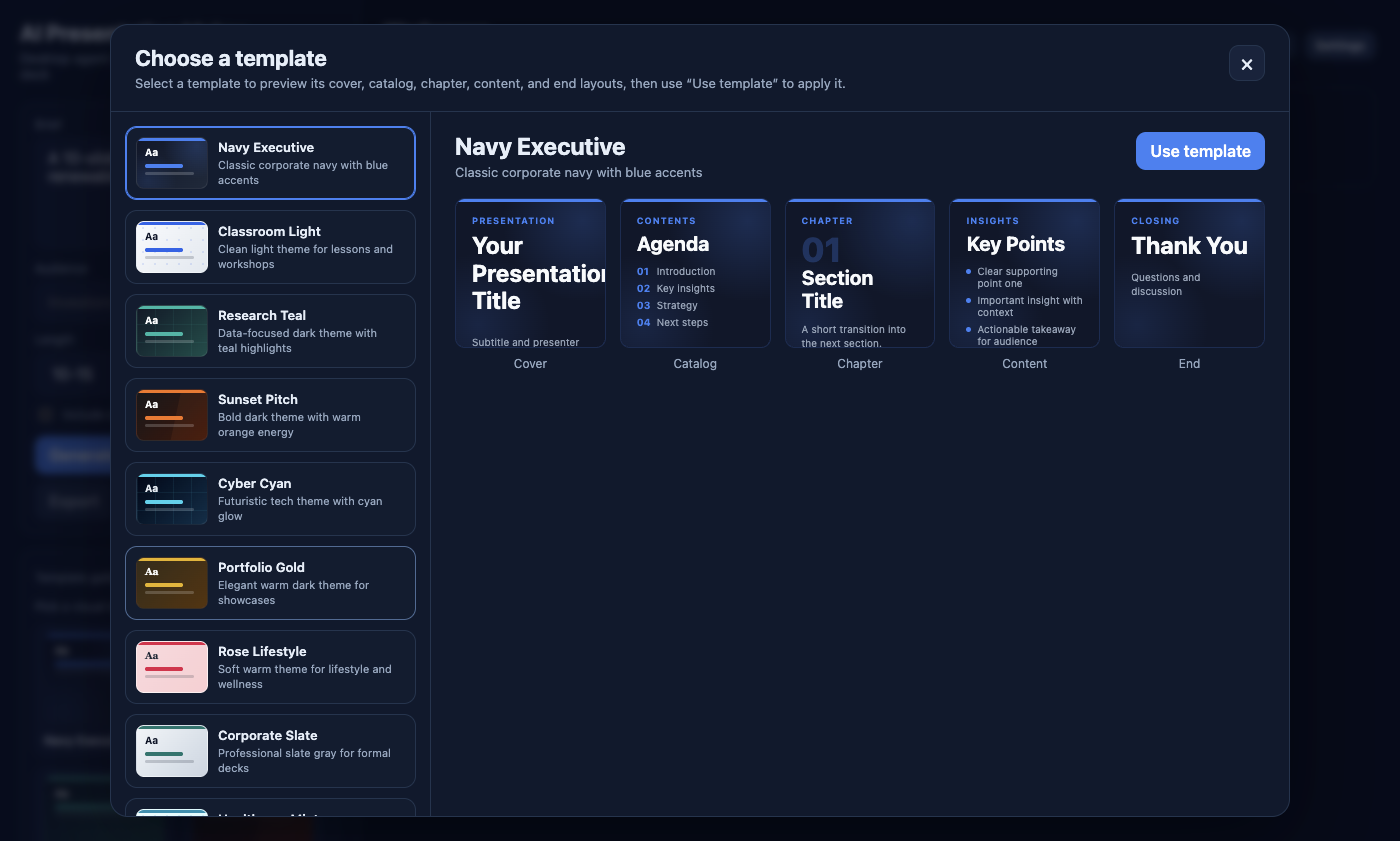 Choose a template
Select a template to preview its cover, catalog, chapter, content, and end layouts, then use “Use template” to apply it.
Settings
Aa
Navy Executive
Classic corporate navy with blue
accents
Aa
Classroom Light
Clean light theme for lessons and
workshops
Aa
Research Teal
Data-focused dark theme with
teal highlights
Aa
Sunset Pitch
Bold dark theme with warm
orange energy
Aa
Cyber Cyan
Futuristic tech theme with cyan
glow
Aa
Portfolio Gold
Elegant warm dark theme for
showcases
Aa
Rose Lifestyle
Soft warm theme for lifestyle and
wellness
Aa
Corporate Slate
Professional slate gray for formal
decks
Navy Executive
Classic corporate navy with blue accents
Use template
PRESENTATION
Your
Presentation
Title
Subtitle and presenter
Cover
CONTENTS
Agenda
01 Introduction
02 Key insights
03 Strategy
04 Next steps
Catalog
CHAPTER
01
Section
Title
A short transition into
the next section.
Chapter
INSIGHTS
Key Points
Clear supporting
point one
Important insight with
context
Actionable takeaway
for audience
Content
CLOSING
Thank You
Questions and
discussion
End